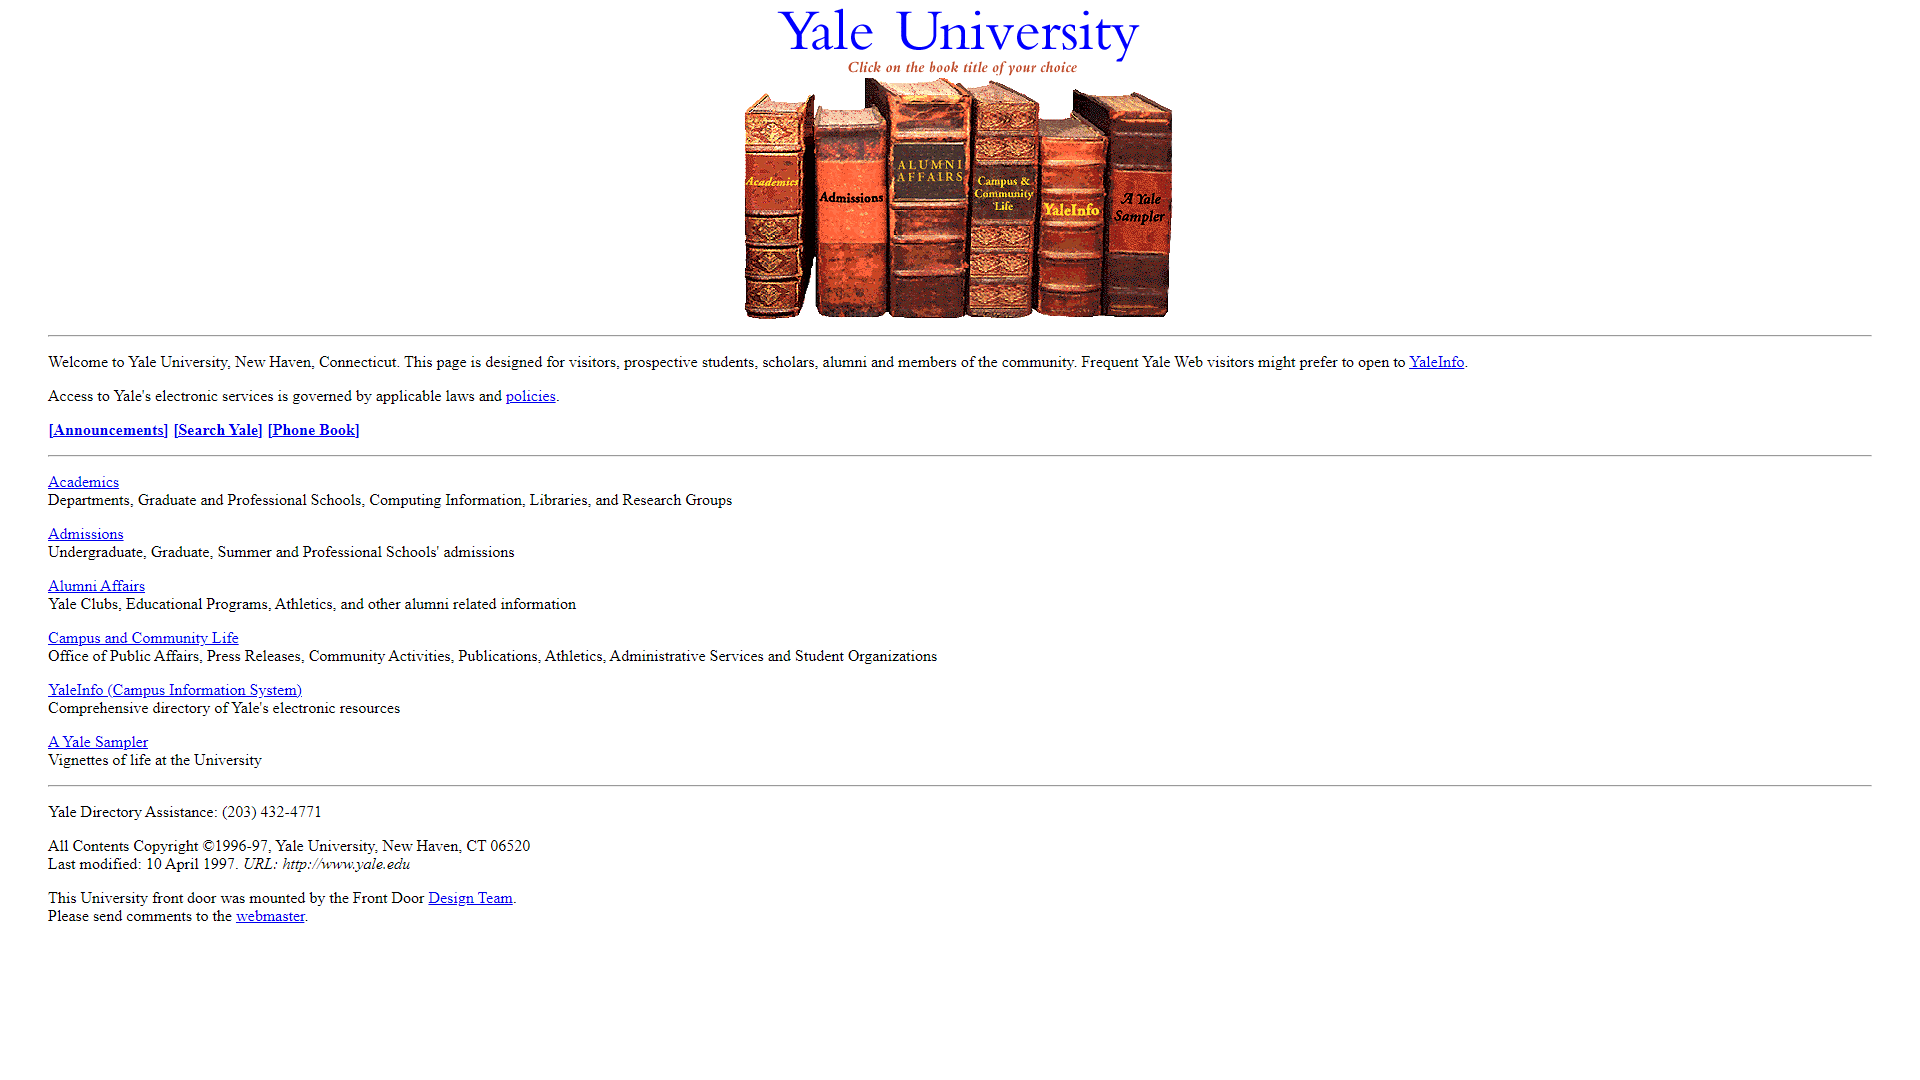 Yale University
Click on the book title of your choice
Academics
Admissions
ALUMNI
AFFAIRS
Campus &
Community
Life
YaleInfo
A Yale
Sampler
Welcome to Yale University, New Haven, Connecticut. This page is designed for visitors, prospective students, scholars, alumni and members of the community. Frequent Yale Web visitors might prefer to open to YaleInfo.
Access to Yale's electronic services is governed by applicable laws and policies.
[Announcements] [Search Yale] [Phone Book]
Academics
Departments, Graduate and Professional Schools, Computing Information, Libraries, and Research Groups
Admissions
Undergraduate, Graduate, Summer and Professional Schools' admissions
Alumni Affairs
Yale Clubs, Educational Programs, Athletics, and other alumni related information
Campus and Community Life
Office of Public Affairs, Press Releases, Community Activities, Publications, Athletics, Administrative Services and Student Organizations
YaleInfo (Campus Information System)
Comprehensive directory of Yale's electronic resources
A Yale Sampler
Vignettes of life at the University
Yale Directory Assistance: (203) 432-4771
All Contents Copyright ©1996-97, Yale University, New Haven, CT 06520
Last modified: 10 April 1997. URL: http://www.yale.edu
This University front door was mounted by the Front Door Design Team.
Please send comments to the webmaster.